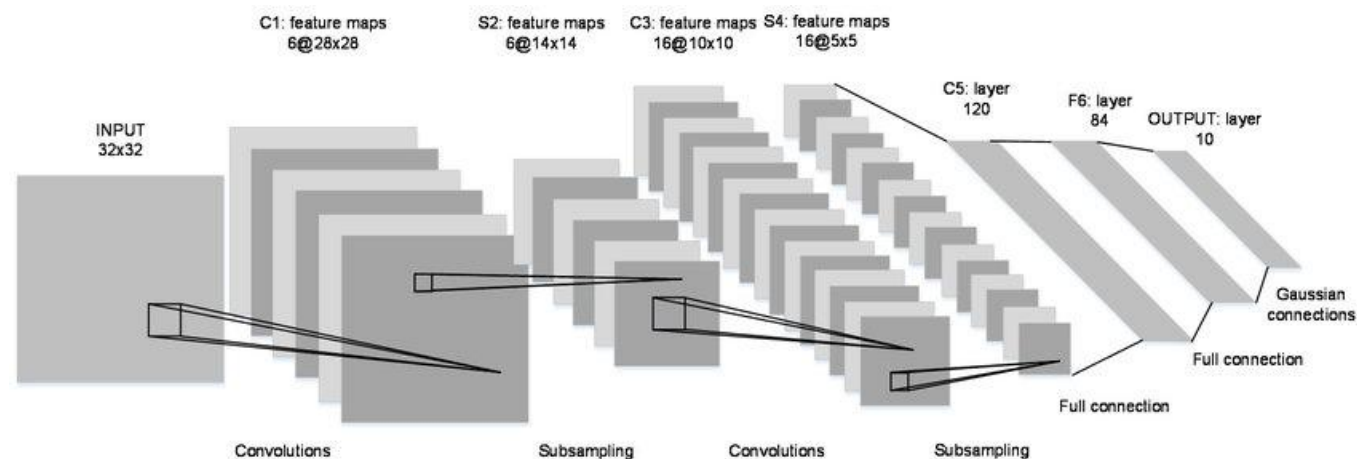 C1: feature maps
6@28x28
S2: feature maps
6@14x14
C3: feature maps
16@10x10
S4: feature maps
16@5x5
INPUT
32x32
C5: layer
120
F6: layer
84
OUTPUT: layer
10
Gaussian
connections
Full connection
Full connection
Convolutions
Subsampling
Convolutions
Subsampling